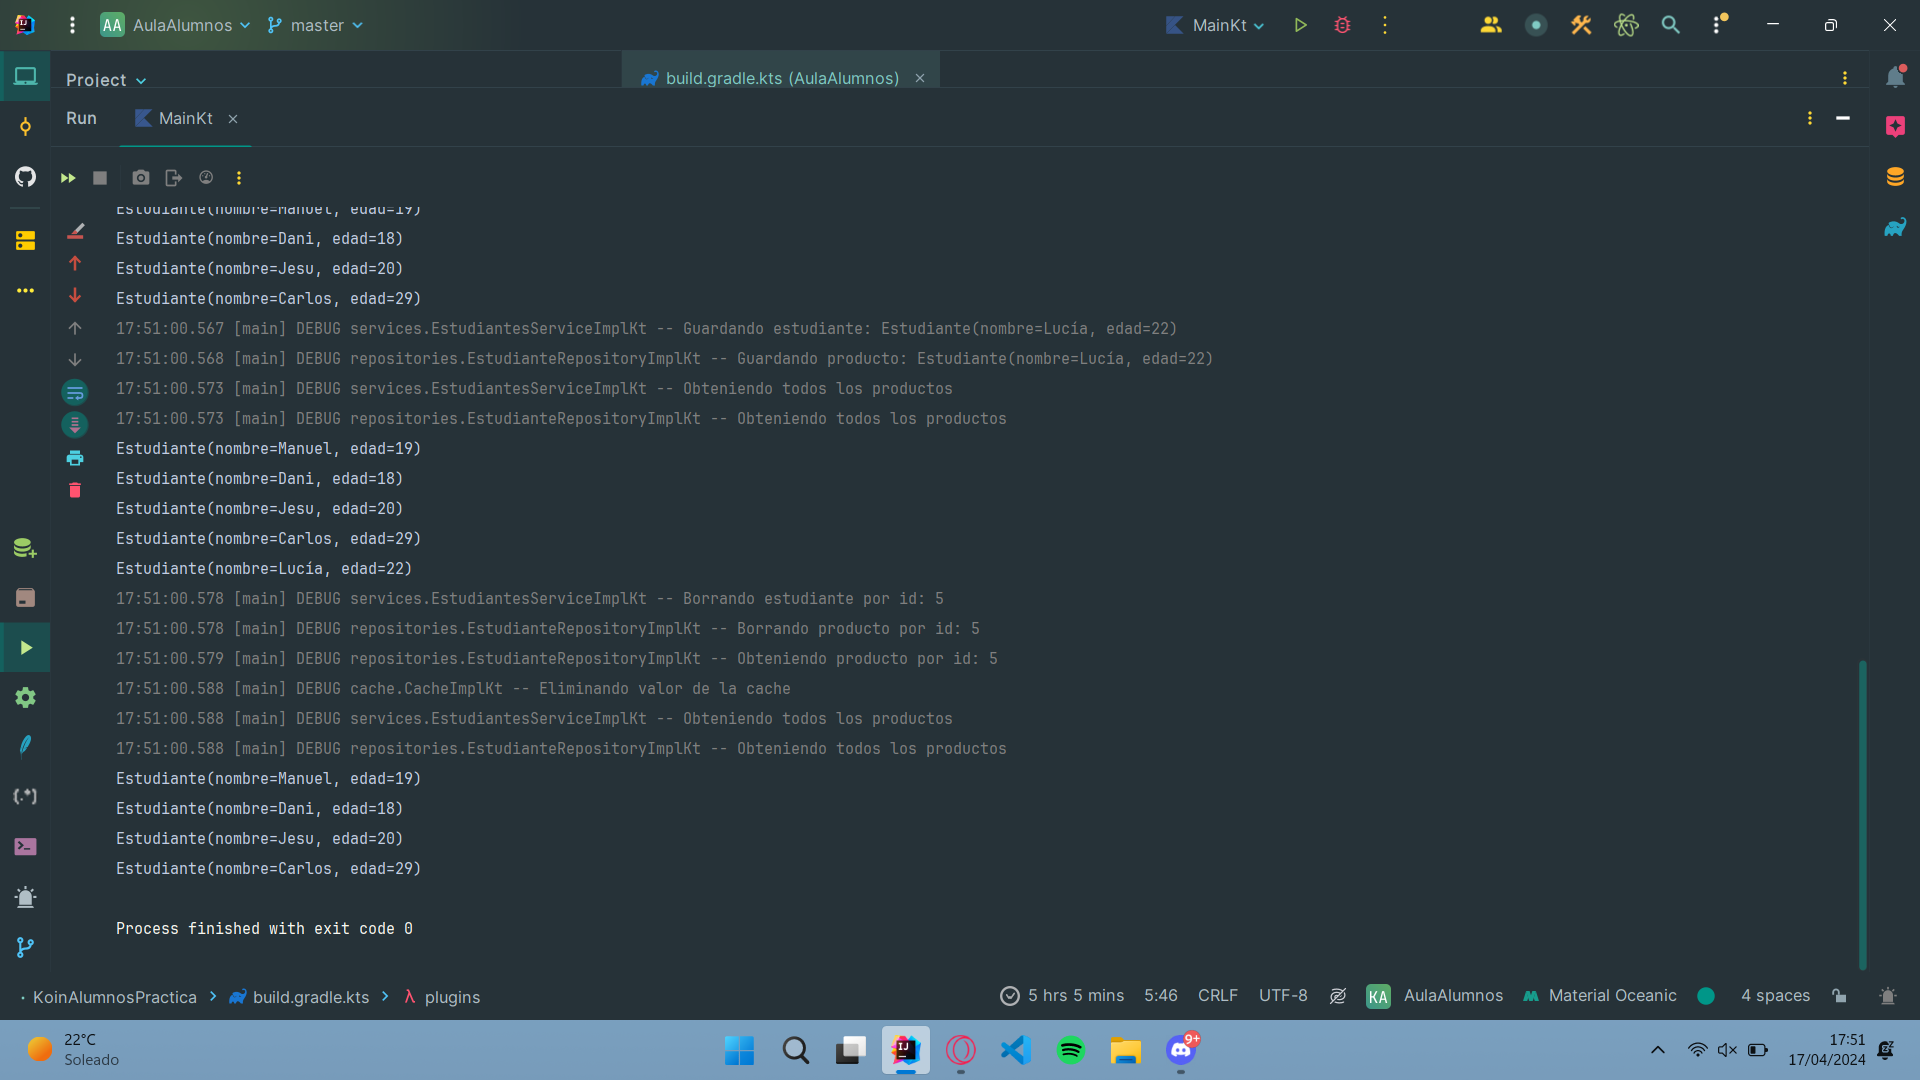 AA AulaAlumnos master MainKt
Project build.gradle.kts (AulaAlumnos)
Run MainKt
Estudiante(nombre=Manuel, edad=19)
Estudiante(nombre=Dani, edad=18)
Estudiante(nombre=Jesu, edad=20)
Estudiante(nombre=Carlos, edad=29)
17:51:00.567 [main] DEBUG services.EstudiantesServiceImplKt -- Guardando estudiante: Estudiante(nombre=Lucía, edad=22)
17:51:00.568 [main] DEBUG repositories.EstudianteRepositoryImplKt -- Guardando producto: Estudiante(nombre=Lucía, edad=22)
17:51:00.573 [main] DEBUG services.EstudiantesServiceImplKt -- Obteniendo todos los productos
17:51:00.573 [main] DEBUG repositories.EstudianteRepositoryImplKt -- Obteniendo todos los productos
Estudiante(nombre=Manuel, edad=19)
Estudiante(nombre=Dani, edad=18)
Estudiante(nombre=Jesu, edad=20)
Estudiante(nombre=Carlos, edad=29)
Estudiante(nombre=Lucía, edad=22)
17:51:00.578 [main] DEBUG services.EstudiantesServiceImplKt -- Borrando estudiante por id: 5
17:51:00.578 [main] DEBUG repositories.EstudianteRepositoryImplKt -- Borrando producto por id: 5
17:51:00.579 [main] DEBUG repositories.EstudianteRepositoryImplKt -- Obteniendo producto por id: 5
17:51:00.588 [main] DEBUG cache.CacheImplKt -- Eliminando valor de la cache
17:51:00.588 [main] DEBUG services.EstudiantesServiceImplKt -- Obteniendo todos los productos
17:51:00.588 [main] DEBUG repositories.EstudianteRepositoryImplKt -- Obteniendo todos los productos
Estudiante(nombre=Manuel, edad=19)
Estudiante(nombre=Dani, edad=18)
Estudiante(nombre=Jesu, edad=20)
Estudiante(nombre=Carlos, edad=29)
Process finished with exit code 0
KoinAlumnosPractica > build.gradle.kts > λ plugins 5 hrs 5 mins 5:46 CRLF UTF-8 KA AulaAlumnos Material Oceanic 4 spaces
22°C
Soleado
9+
17:51
17/04/2024